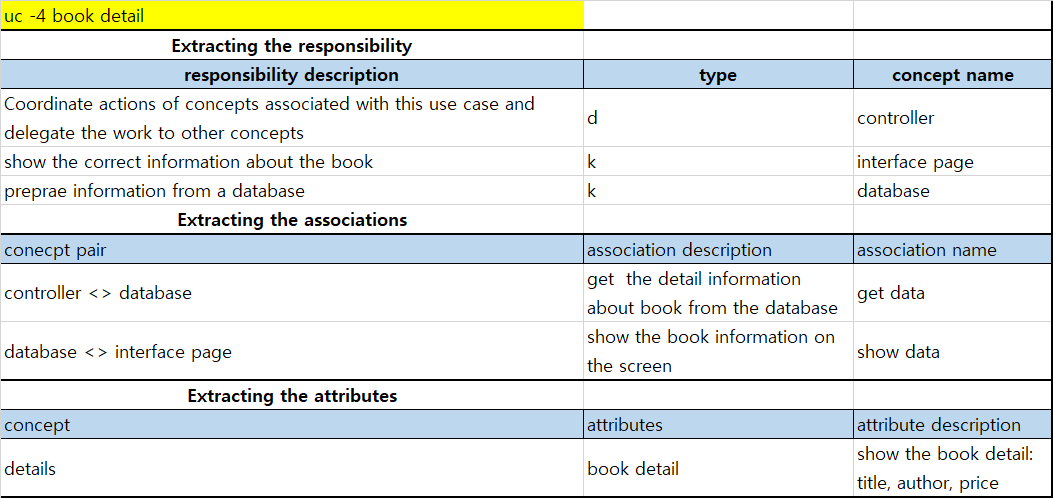 uc -4 book detail
Extracting the responsibility
responsibility description type concept name
Coordinate actions of concepts associated with this use case and
delegate the work to other concepts
d
controller
show the correct information about the book k interface page
preprae information from a database k database
Extracting the associations
conecpt pair association description association name
controller <> database
get  the detail information
about book from the database
get data
database <> interface page
show the book information on
the screen
show data
Extracting the attributes
concept attributes attribute description
details
book detail
show the book detail:
title, author, price